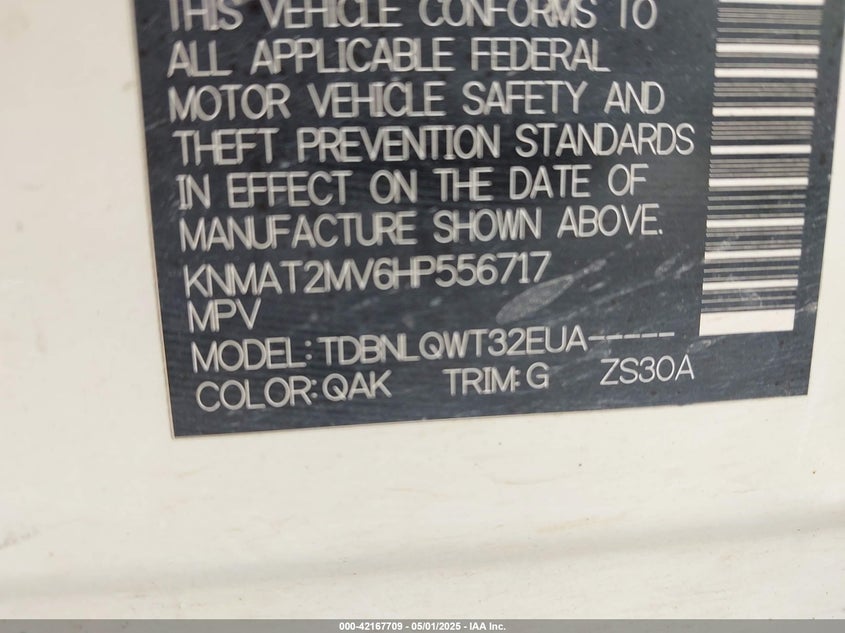 THIS VEHICLE CONFORMS TO
ALL APPLICABLE FEDERAL
MOTOR VEHICLE SAFETY AND
THEFT PREVENTION STANDARDS
IN EFFECT ON THE DATE OF
MANUFACTURE SHOWN ABOVE.
KNMAT2MV6HP556717
MPV
MODEL: TDBNLQWT32EUA-----
COLOR: QAK TRIM: G ZS30A
000-42167709 - 05/01/2025 - IAA Inc.